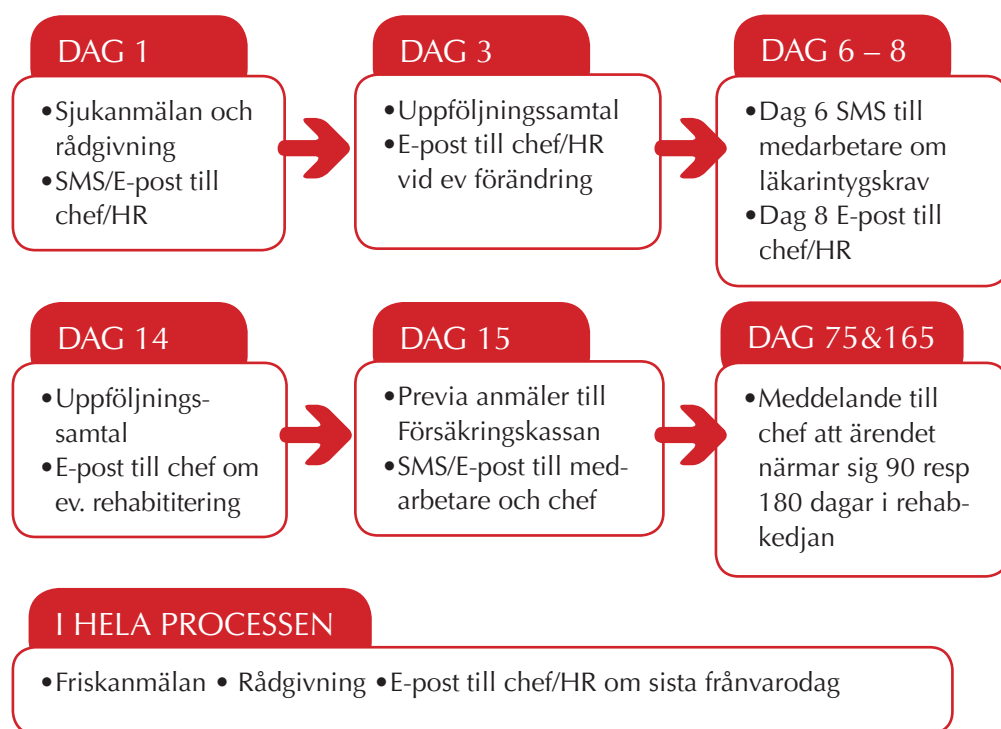 DAG 1
•Sjukanmälan och
rådgivning
•SMS/E-post till
chef/HR
DAG 3
•Uppföljningssamtal
•E-post till chef/HR
vid ev förändring
DAG 6 – 8
•Dag 6 SMS till
medarbetare om
läkarintygskrav
•Dag 8 E-post till
chef/HR
DAG 14
•Uppföljnings-
samtal
•E-post till chef om
ev. rehabititering
DAG 15
•Previa anmäler till
Försäkringskassan
•SMS/E-post till med-
arbetare och chef
DAG 75&165
•Meddelande till
chef att ärendet
närmar sig 90 resp
180 dagar i rehab-
kedjan
I HELA PROCESSEN
•Friskanmälan • Rådgivning •E-post till chef/HR om sista frånvarodag